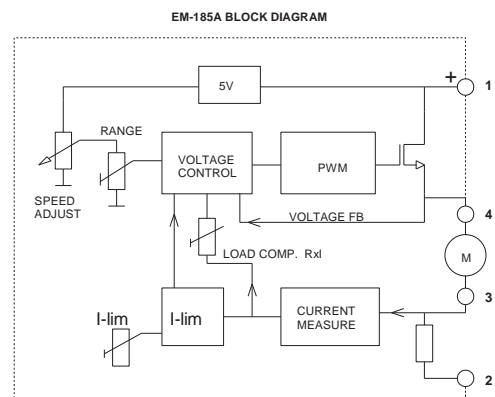 EM-185A BLOCK DIAGRAM
5V
+
1
RANGE
VOLTAGE
CONTROL
PWM
SPEED
ADJUST
VOLTAGE FB
4
LOAD COMP. RxI
M
I-lim
I-lim
CURRENT
MEASURE
3
2